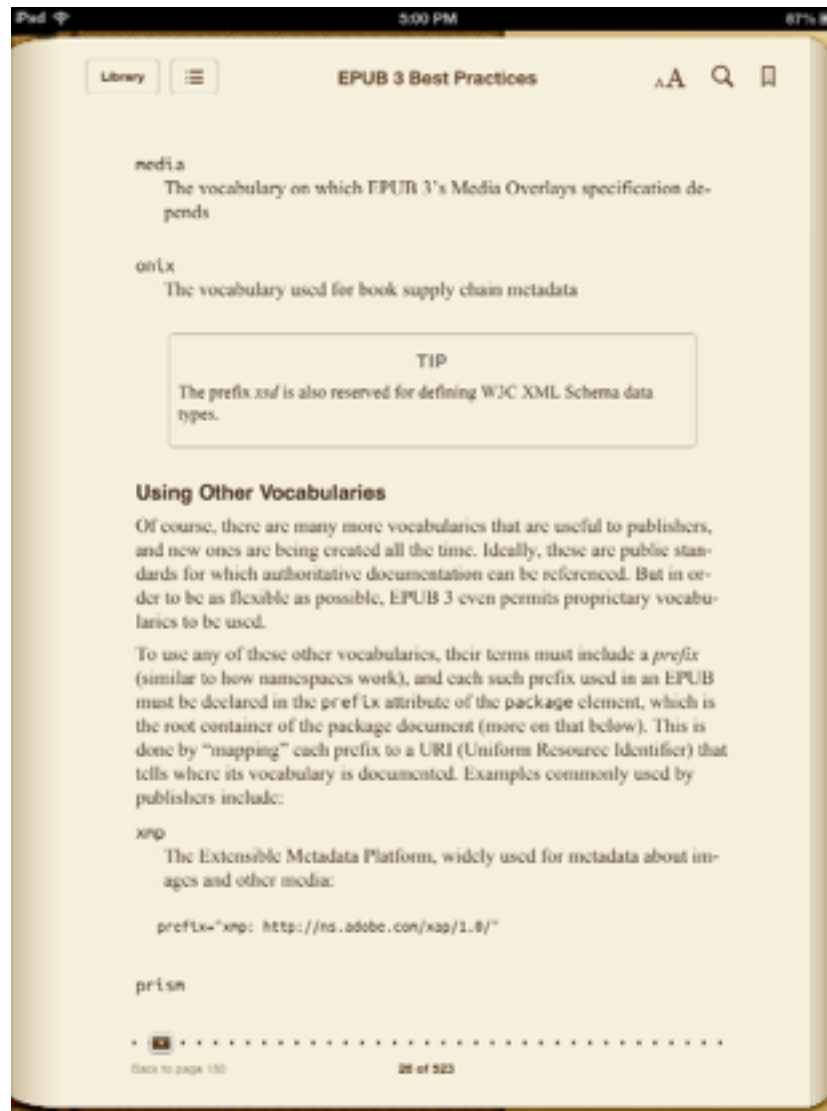 iPad 5:00 PM 87%
Library EPUB 3 Best Practices AA
media
The vocabulary on which EPUB 3's Media Overlays specification de-
pends
onix
The vocabulary used for book supply chain metadata
TIP
The prefix xsd is also reserved for defining W3C XML Schema data
types.
Using Other Vocabularies
Of course, there are many more vocabularies that are useful to publishers,
and new ones are being created all the time. Ideally, these are public stan-
dards for which authoritative documentation can be referenced. But in or-
der to be as flexible as possible, EPUB 3 even permits proprietary vocabu-
laries to be used.
To use any of these other vocabularies, their terms must include a prefix
(similar to how namespaces work), and each such prefix used in an EPUB
must be declared in the prefix attribute of the package element, which is
the root container of the package document (more on that below). This is
done by “mapping” each prefix to a URI (Uniform Resource Identifier) that
tells where its vocabulary is documented. Examples commonly used by
publishers include:
xmp
The Extensible Metadata Platform, widely used for metadata about im-
ages and other media:
prefix="xmp: http://ns.adobe.com/xap/1.0/"
prism
Back to page 26 of 523